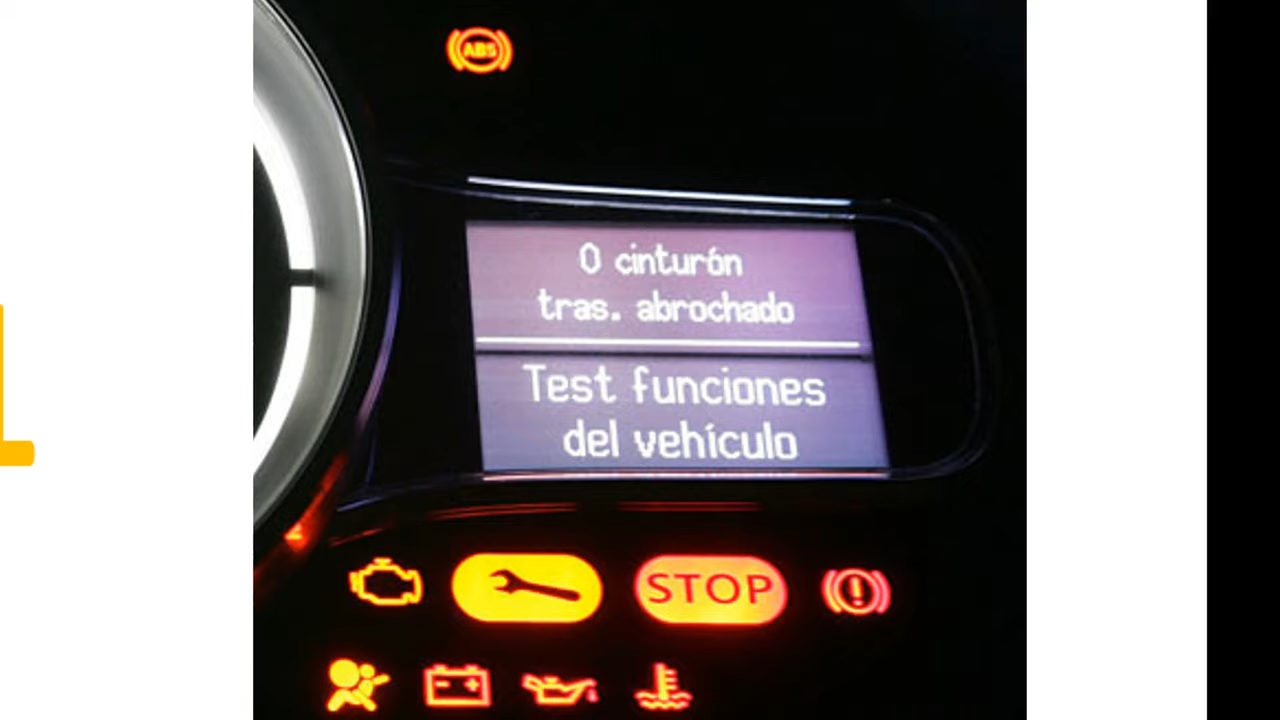 ABS
0 cinturón
tras. abrochado
Test funciones
del vehículo
STOP